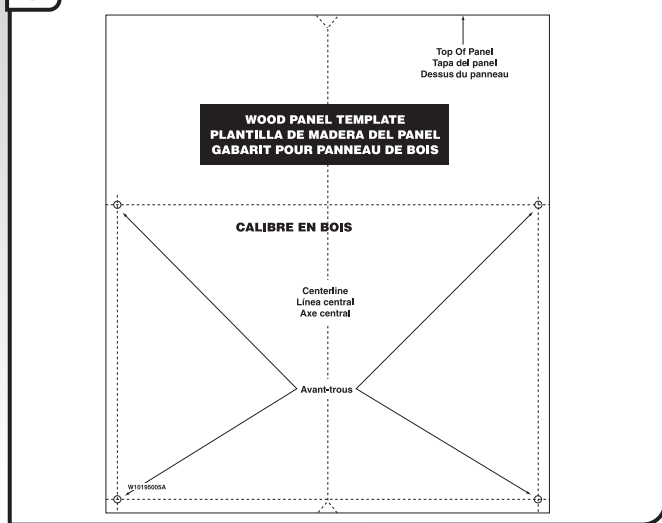 Top Of Panel
Tapa del panel
Dessus du panneau
WOOD PANEL TEMPLATE
PLANTILLA DE MADERA DEL PANEL
GABARIT POUR PANNEAU DE BOIS
CALIBRE EN BOIS
Centerline
Línea central
Axe central
Avant-trous
W10195005A